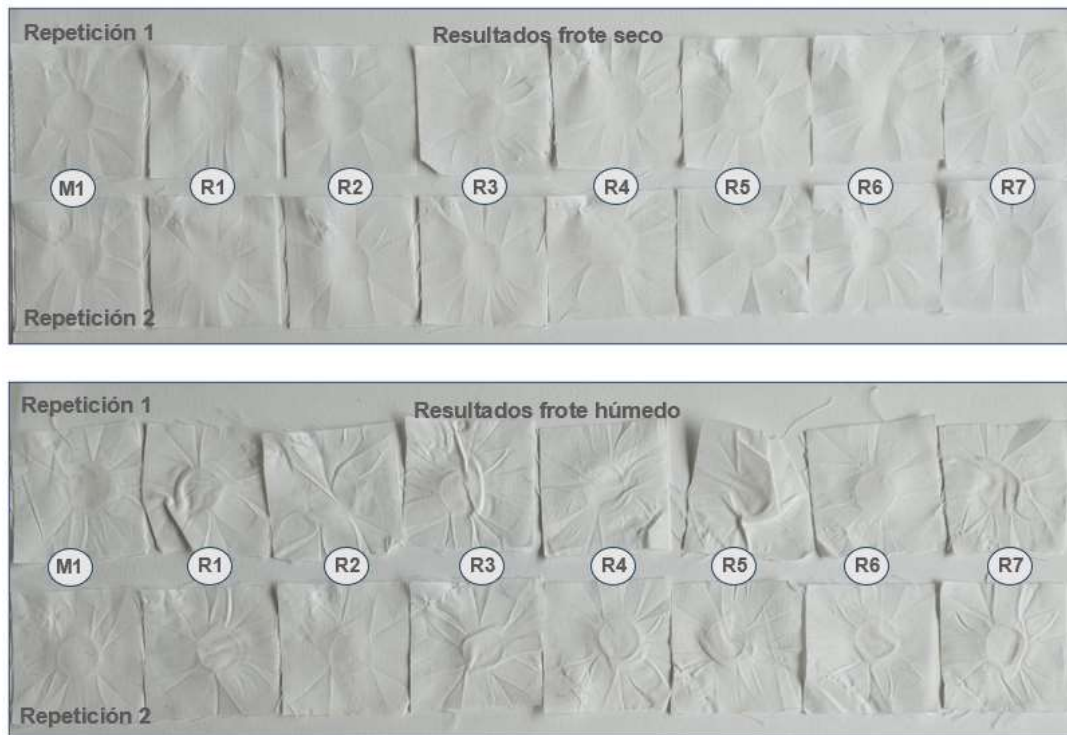 Repetición 1
Resultados frote seco
M1 R1 R2 R3 R4 R5 R6 R7
Repetición 2
Repetición 1
Resultados frote húmedo
M1 R1 R2 R3 R4 R5 R6 R7
Repetición 2